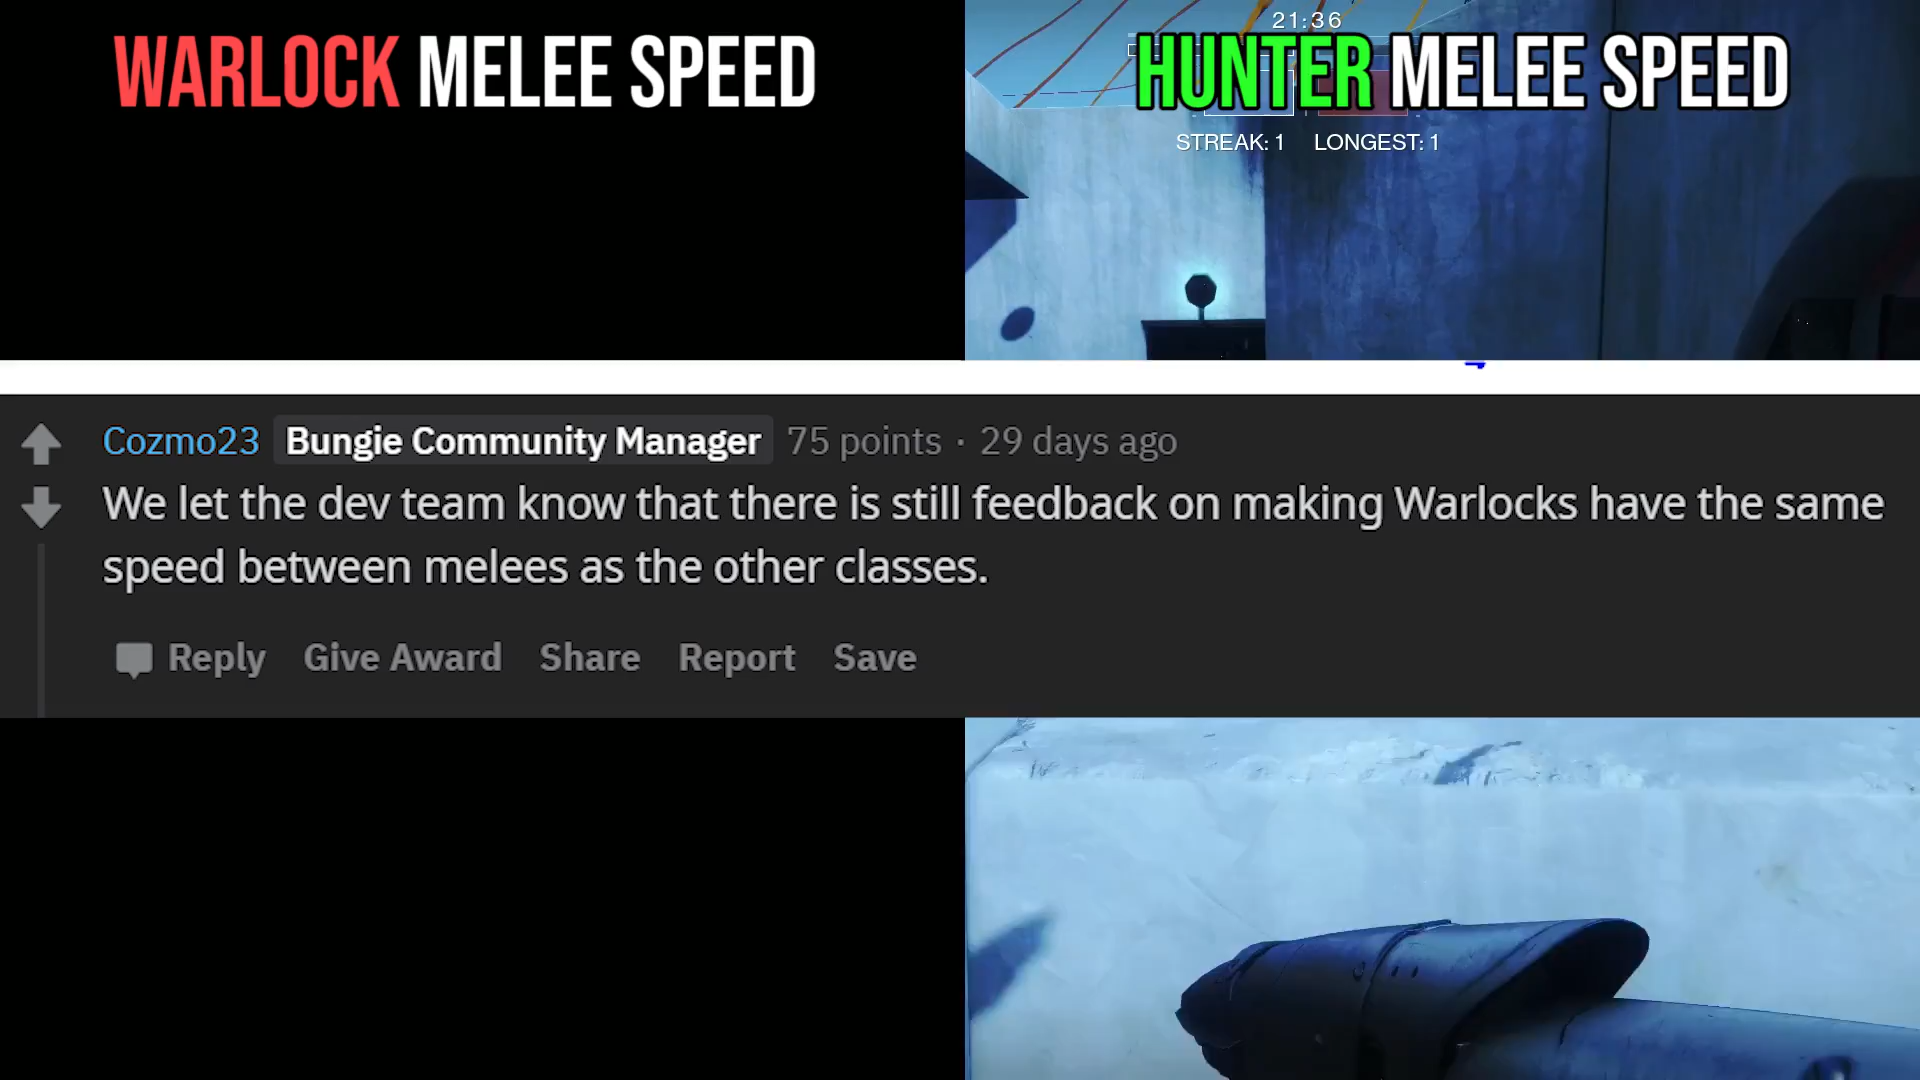 WARLOCK MELEE SPEED
21:36
HUNTER MELEE SPEED
STREAK: 1 LONGEST: 1
Cozmo23 Bungie Community Manager 75 points · 29 days ago
We let the dev team know that there is still feedback on making Warlocks have the same
speed between melees as the other classes.
Reply Give Award Share Report Save